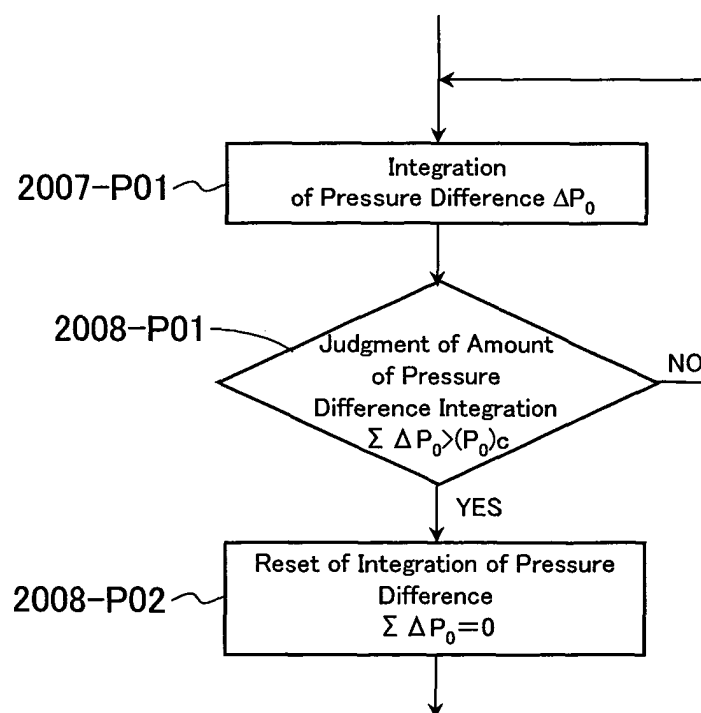 2007-P01
Integration
of Pressure Difference ΔP₀
2008-P01
Judgment of Amount
of Pressure
Difference Integration
Σ ΔP₀>(P₀)c
NO
YES
2008-P02
Reset of Integration of Pressure
Difference
Σ ΔP₀=0